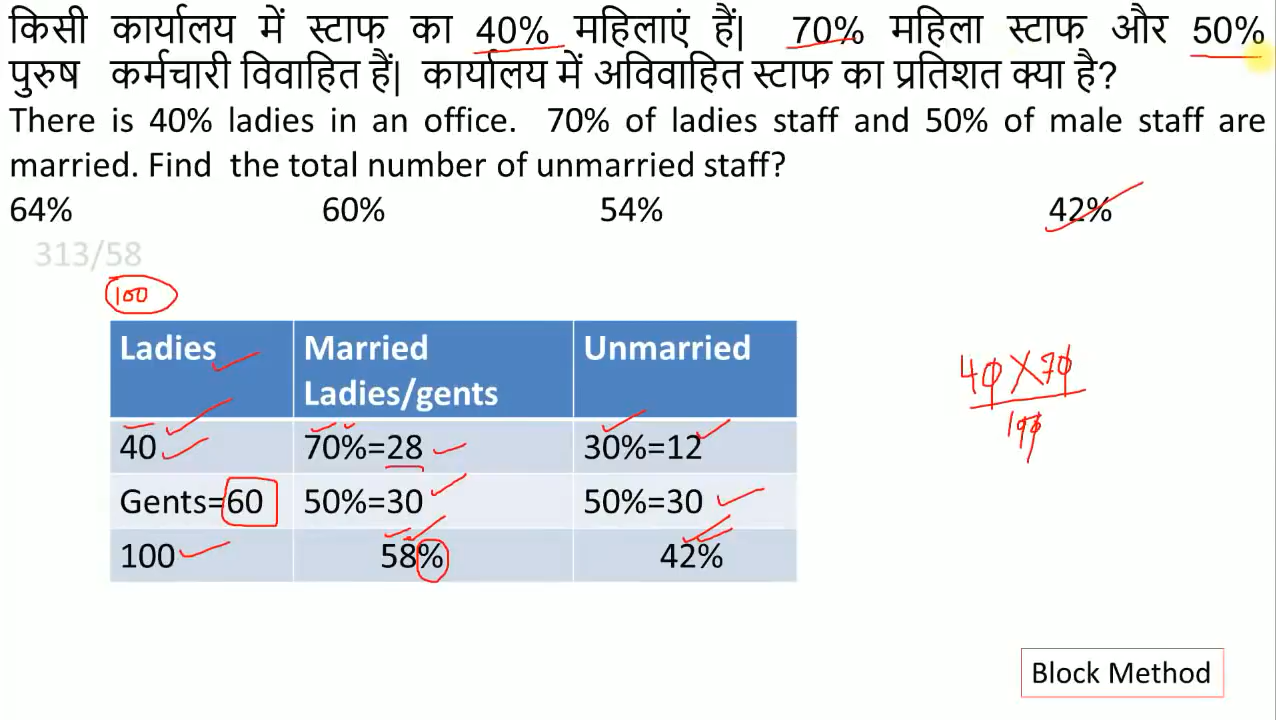 किसी कार्यालय में स्टाफ का 40% महिलाएं हैं| 70% महिला स्टाफ और 50%
पुरुष कर्मचारी विवाहित हैं| कार्यालय में अविवाहित स्टाफ का प्रतिशत क्या है?
There is 40% ladies in an office. 70% of ladies staff and 50% of male staff are
married. Find the total number of unmarried staff?
64% 60% 54% 42%
313/58
100
Ladies Married Ladies/gents Unmarried
40 70%=28 30%=12
Gents=60 50%=30 50%=30
100 58% 42%
40 X 70
100
Block Method